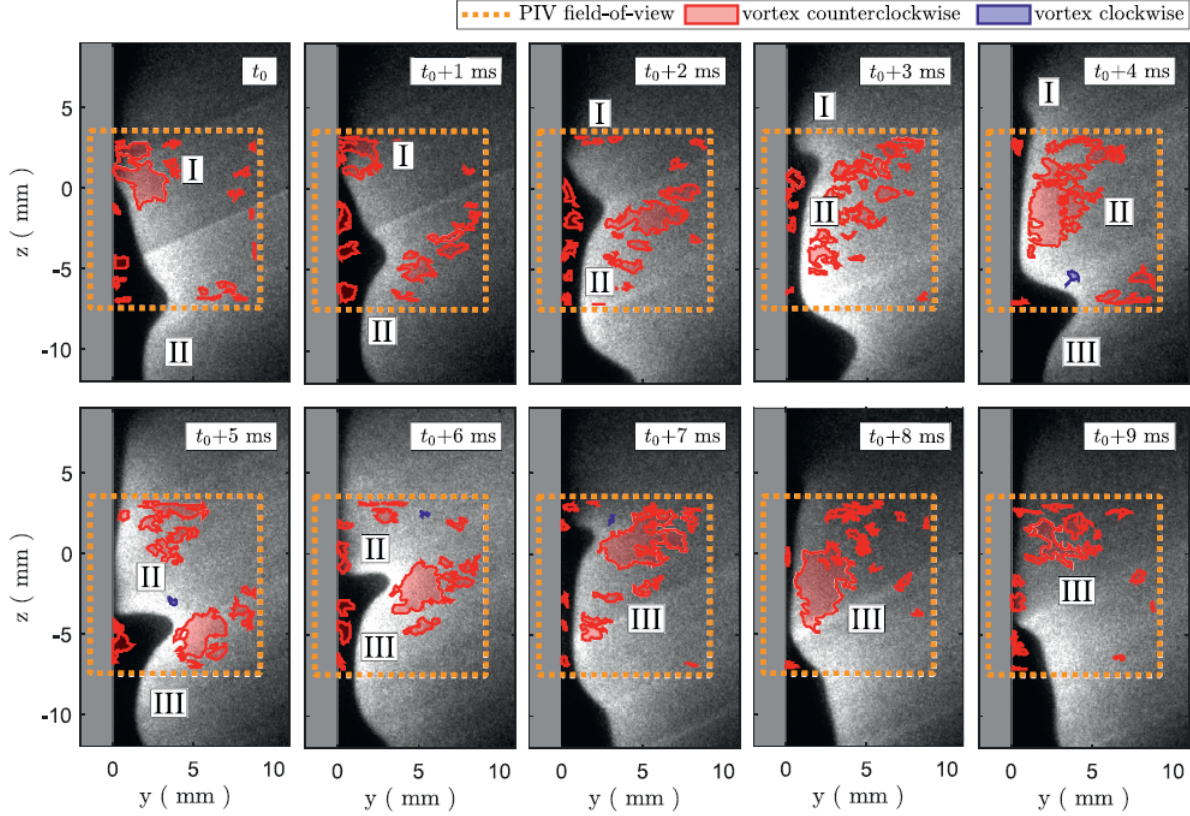 PIV field-of-view vortex counterclockwise vortex clockwise
t0 t0+1 ms t0+2 ms t0+3 ms t0+4 ms
5
0
-5
-10
z ( mm )
I
II
I
II
I
II
I
II
I
II
III
t0+5 ms t0+6 ms t0+7 ms t0+8 ms t0+9 ms
5
0
-5
-10
z ( mm )
II
III
II
III
III
III
III
0 5 10 0 5 10 0 5 10 0 5 10 0 5 10
y ( mm ) y ( mm ) y ( mm ) y ( mm ) y ( mm )